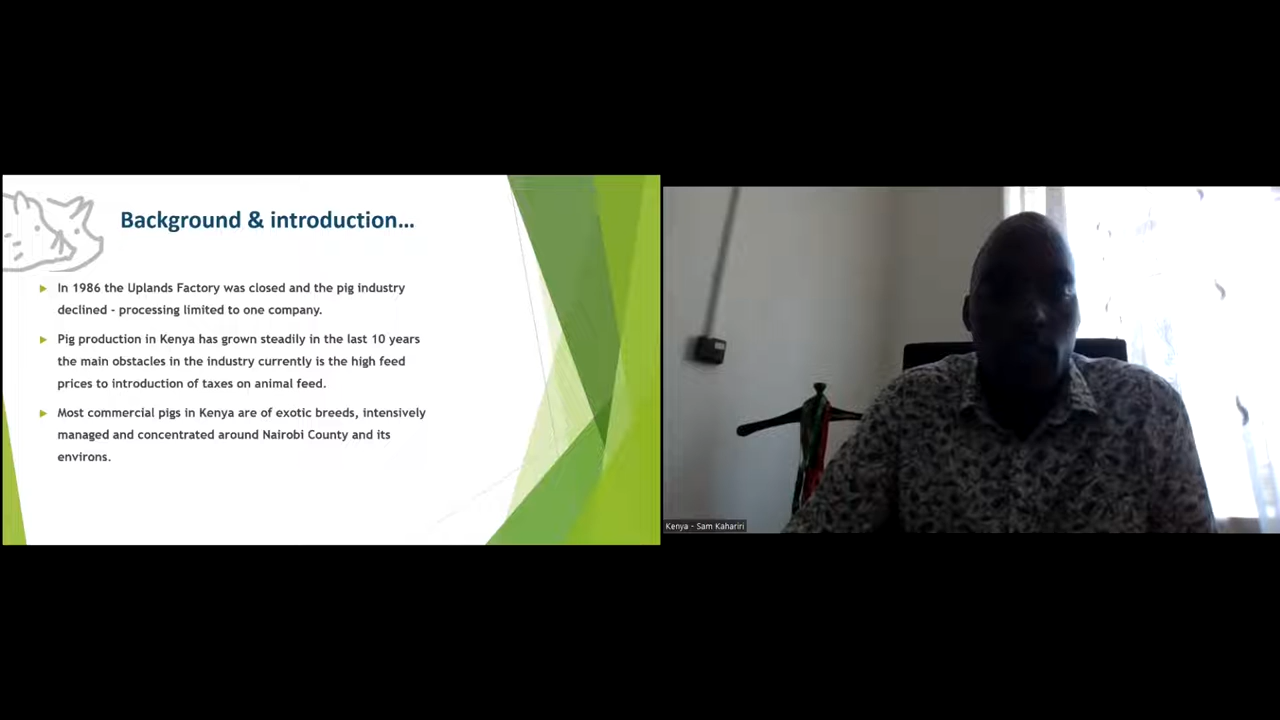 Background & introduction…
In 1986 the Uplands Factory was closed and the pig industry
declined - processing limited to one company.
Pig production in Kenya has grown steadily in the last 10 years
the main obstacles in the industry currently is the high feed
prices to introduction of taxes on animal feed.
Most commercial pigs in Kenya are of exotic breeds, intensively
managed and concentrated around Nairobi County and its
environs.
Kenya - Sam Kahariri